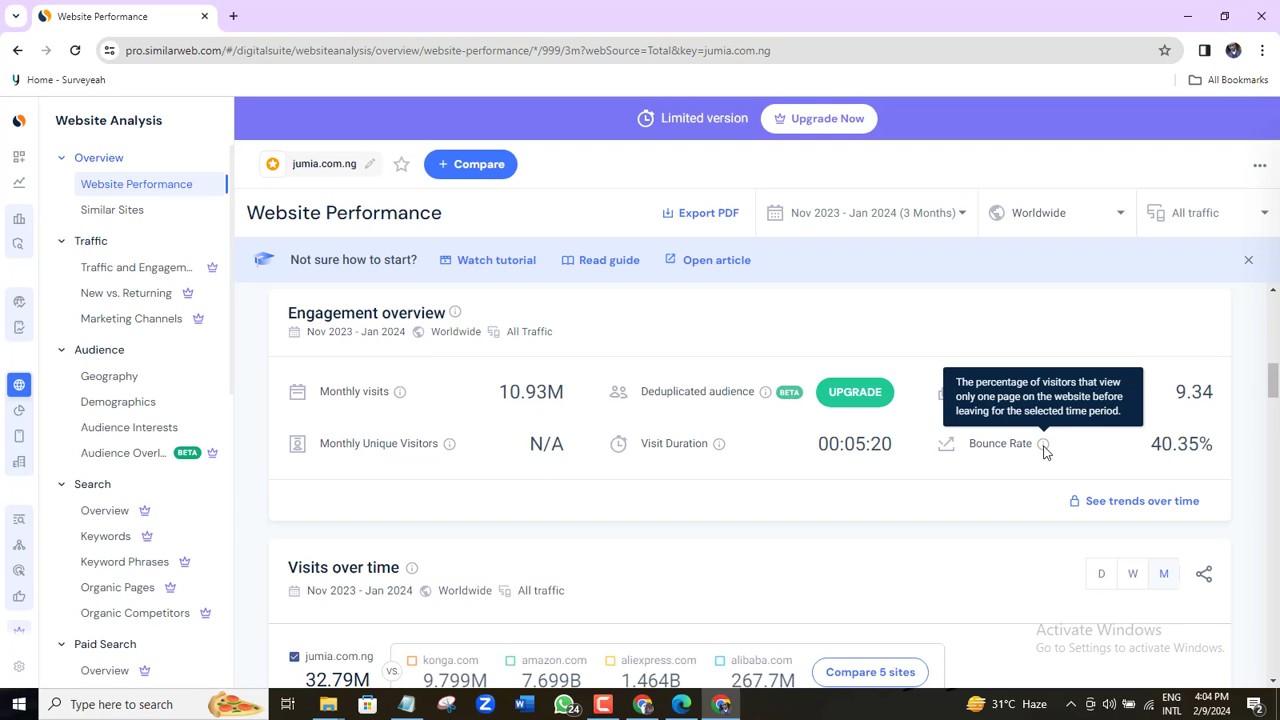 Website Performance
pro.similarweb.com/#/digitalsuite/websiteanalysis/overview/website-performance/*/999/3m?webSource=Total&key=jumia.com.ng
Home - Surveyeah
All Bookmarks
Website Analysis
Overview
Website Performance
Similar Sites
Traffic
Traffic and Engagem...
New vs. Returning
Marketing Channels
Audience
Geography
Demographics
Audience Interests
Audience Overl... BETA
Search
Overview
Keywords
Keyword Phrases
Organic Pages
Organic Competitors
Paid Search
Overview
Limited version
Upgrade Now
jumia.com.ng
+ Compare
Website Performance
Export PDF
Nov 2023 - Jan 2024 (3 Months)
Worldwide
All traffic
Not sure how to start?
Watch tutorial
Read guide
Open article
Engagement overview
Nov 2023 - Jan 2024 Worldwide All Traffic
Monthly visits 10.93M
Deduplicated audience BETA UPGRADE
The percentage of visitors that view
only one page on the website before
leaving for the selected time period.
9.34
Monthly Unique Visitors N/A
Visit Duration 00:05:20
Bounce Rate 40.35%
See trends over time
Visits over time
Nov 2023 - Jan 2024 Worldwide All traffic
D W M
jumia.com.ng
32.79M
VS.
konga.com
9.799M
amazon.com
7.699B
aliexpress.com
1.464B
alibaba.com
267.7M
Compare 5 sites
Activate Windows
Go to Settings to activate Windows.
Type here to search
24
31°C Haze
ENG
INTL
4:04 PM
2/9/2024
2